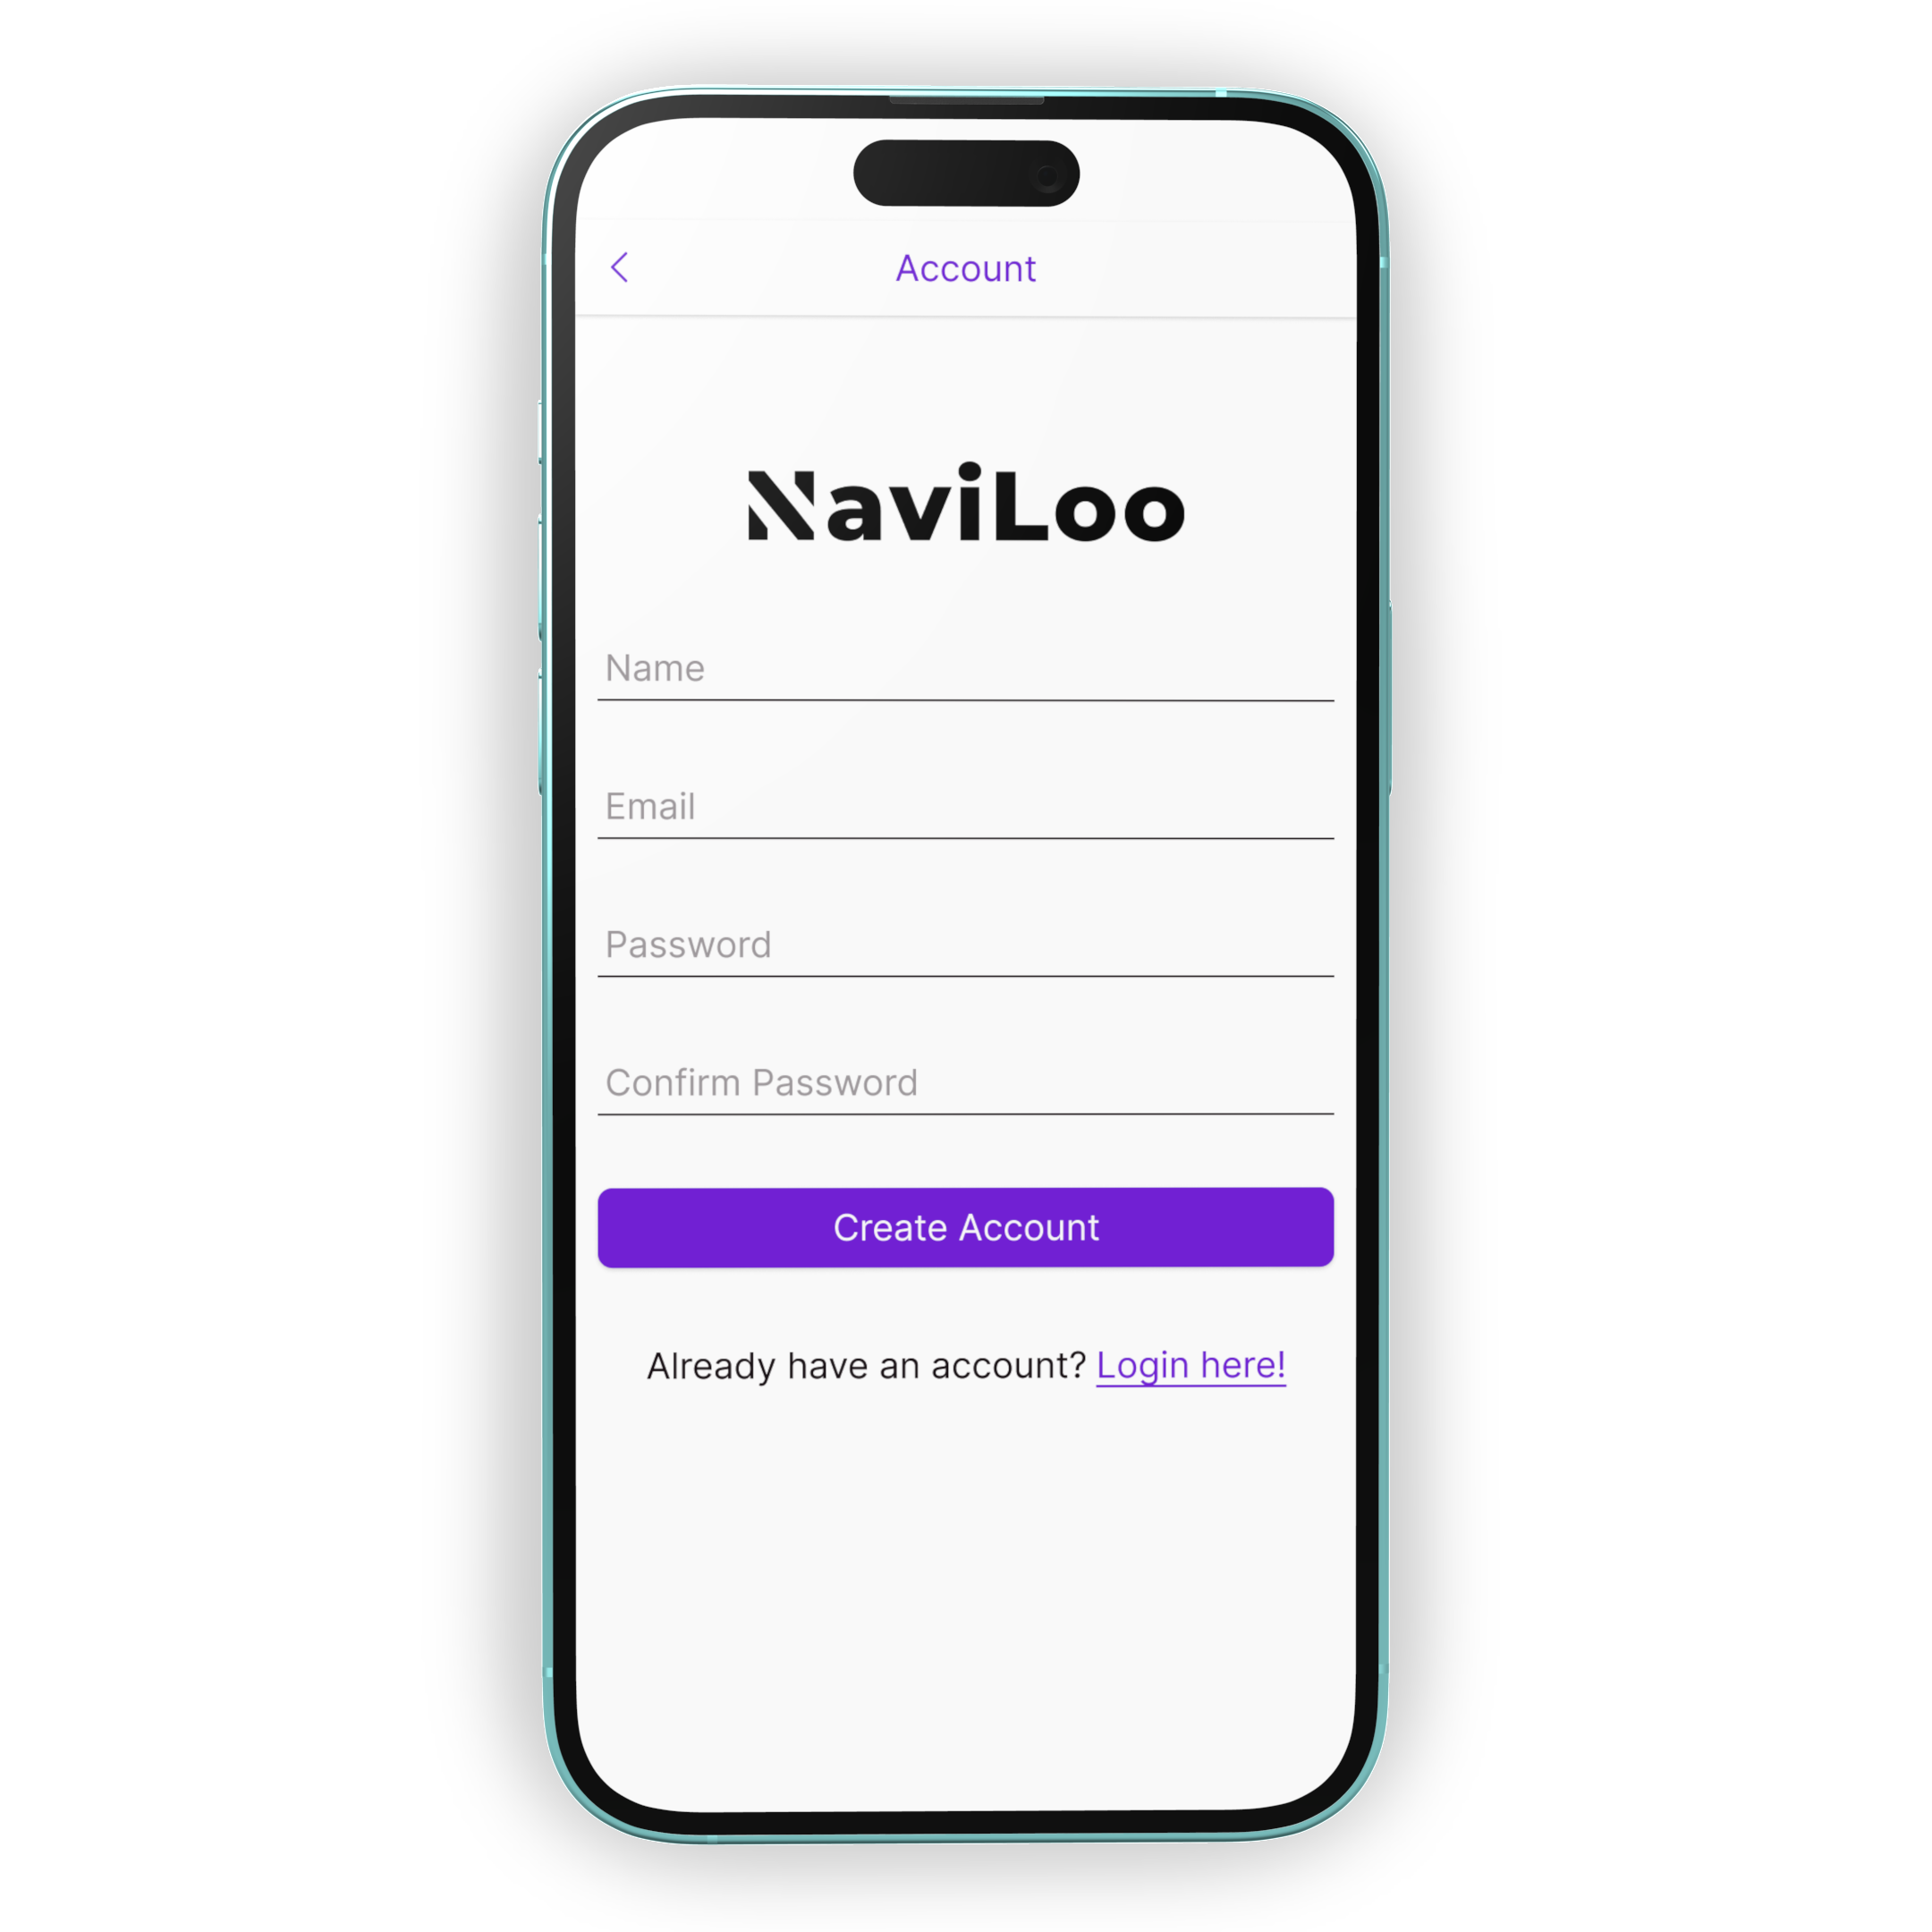 Account
NaviLoo
Name
Email
Password
Confirm Password
Create Account
Already have an account? Login here!